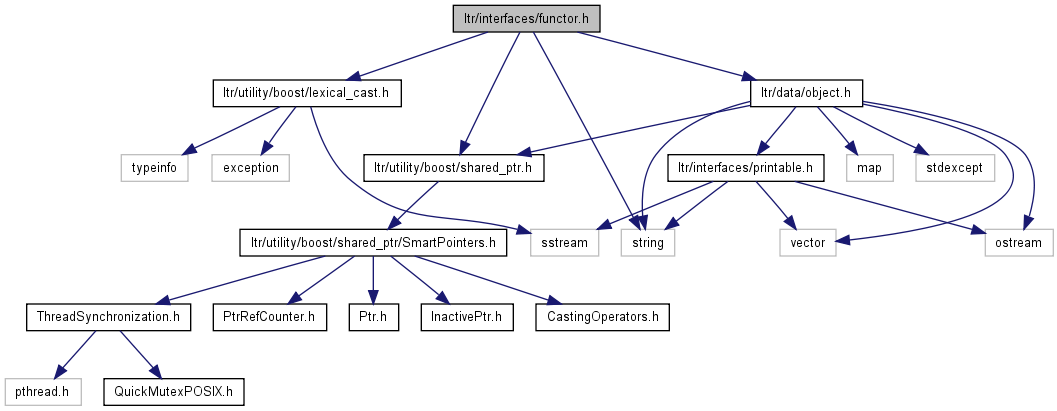 ltr/interfaces/functor.h
ltr/utility/boost/lexical_cast.h
ltr/data/object.h
typeinfo
exception
ltr/utility/boost/shared_ptr.h
ltr/interfaces/printable.h
map
stdexcept
ltr/utility/boost/shared_ptr/SmartPointers.h
sstream
string
vector
ostream
ThreadSynchronization.h
PtrRefCounter.h
Ptr.h
InactivePtr.h
CastingOperators.h
pthread.h
QuickMutexPOSIX.h